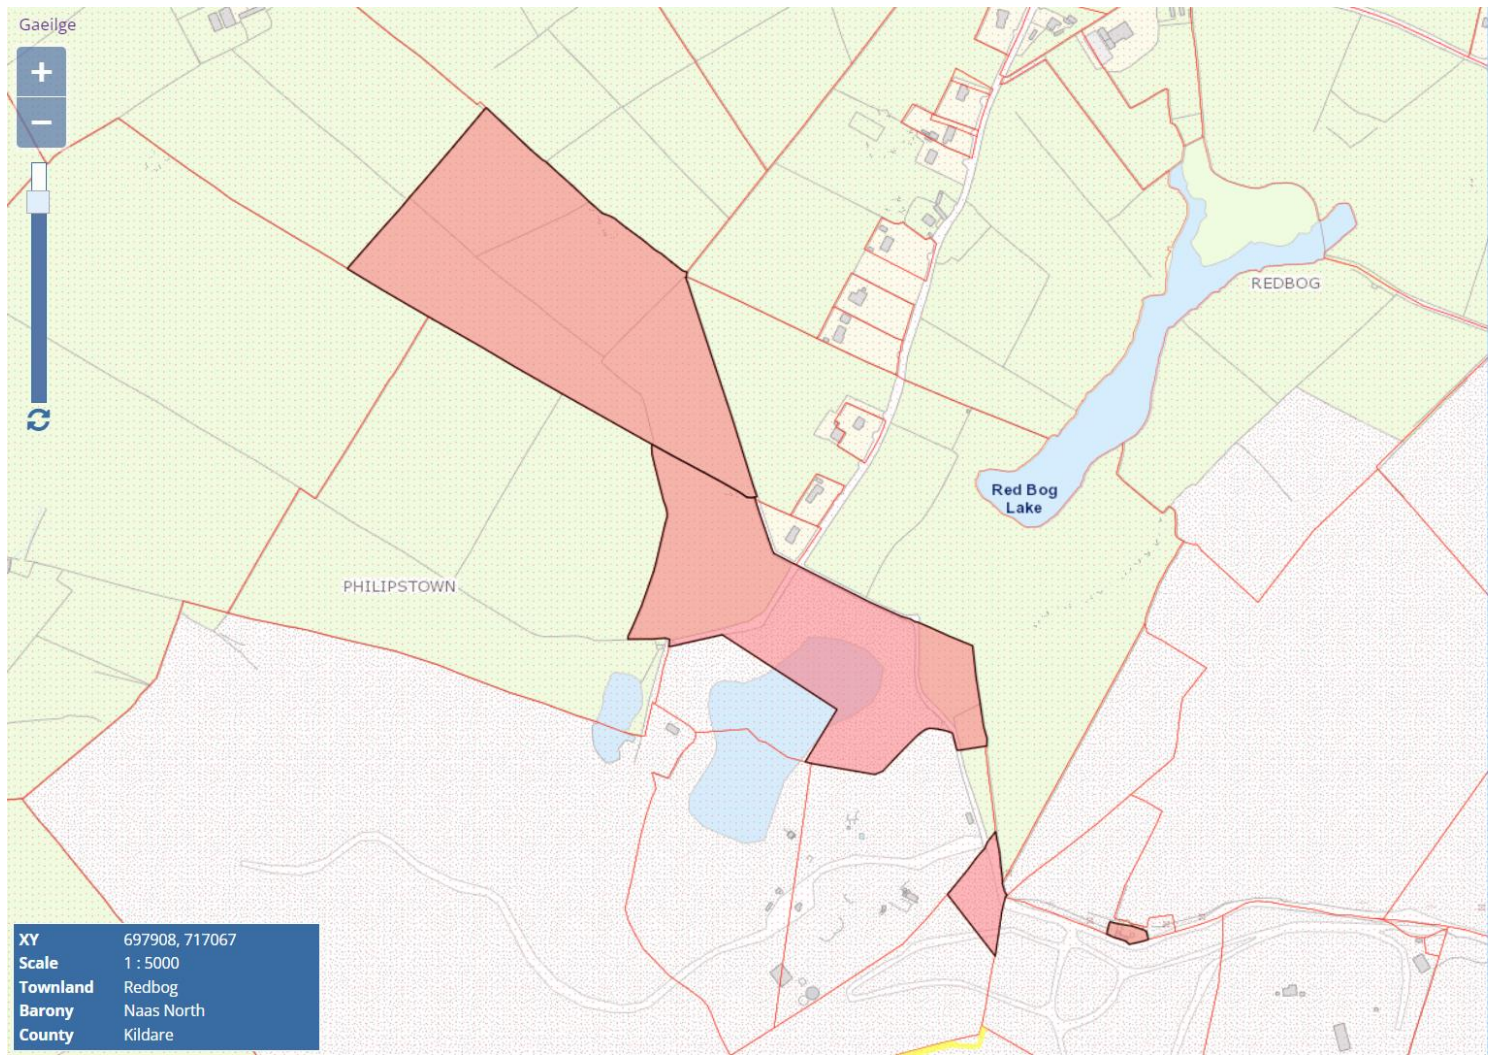 Gaeilge
+
−
REDBOG
Red Bog
Lake
PHILIPSTOWN
XY 697908, 717067
Scale 1 : 5000
Townland Redbog
Barony Naas North
County Kildare